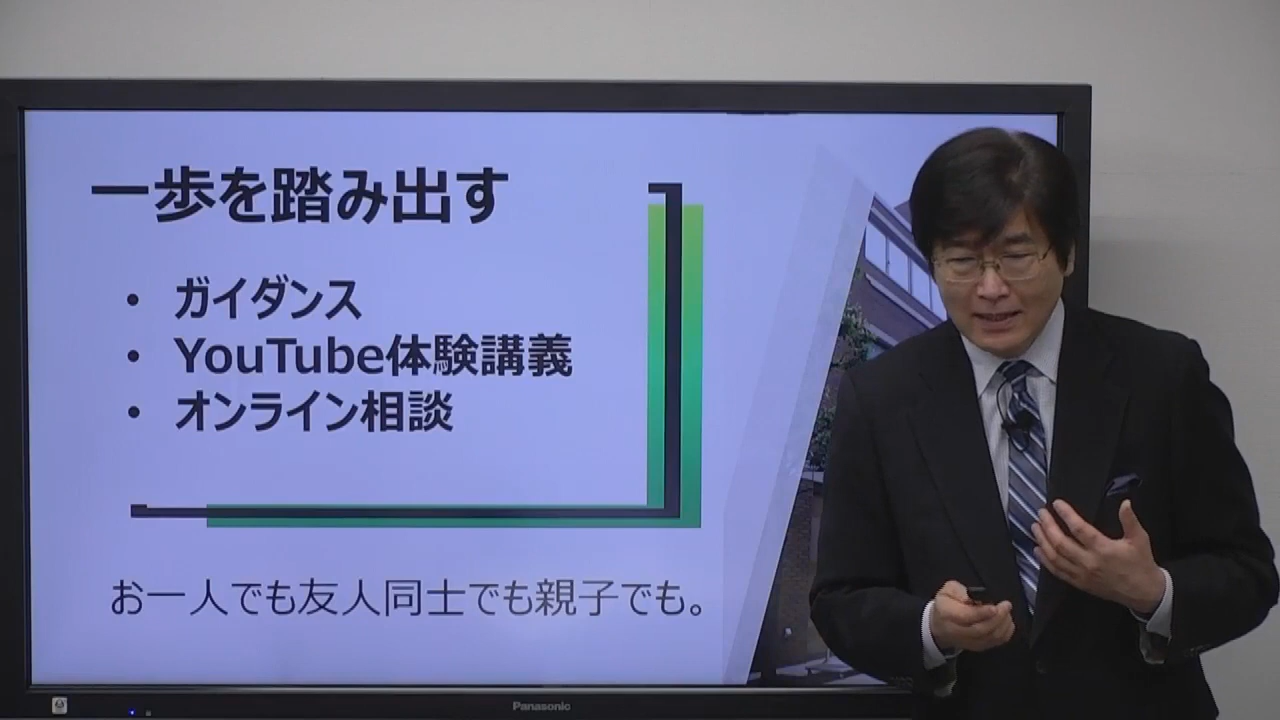 一歩を踏み出す
• ガイダンス
• YouTube体験講義
• オンライン相談
お一人でも友人同士でも親子でも。
Panasonic